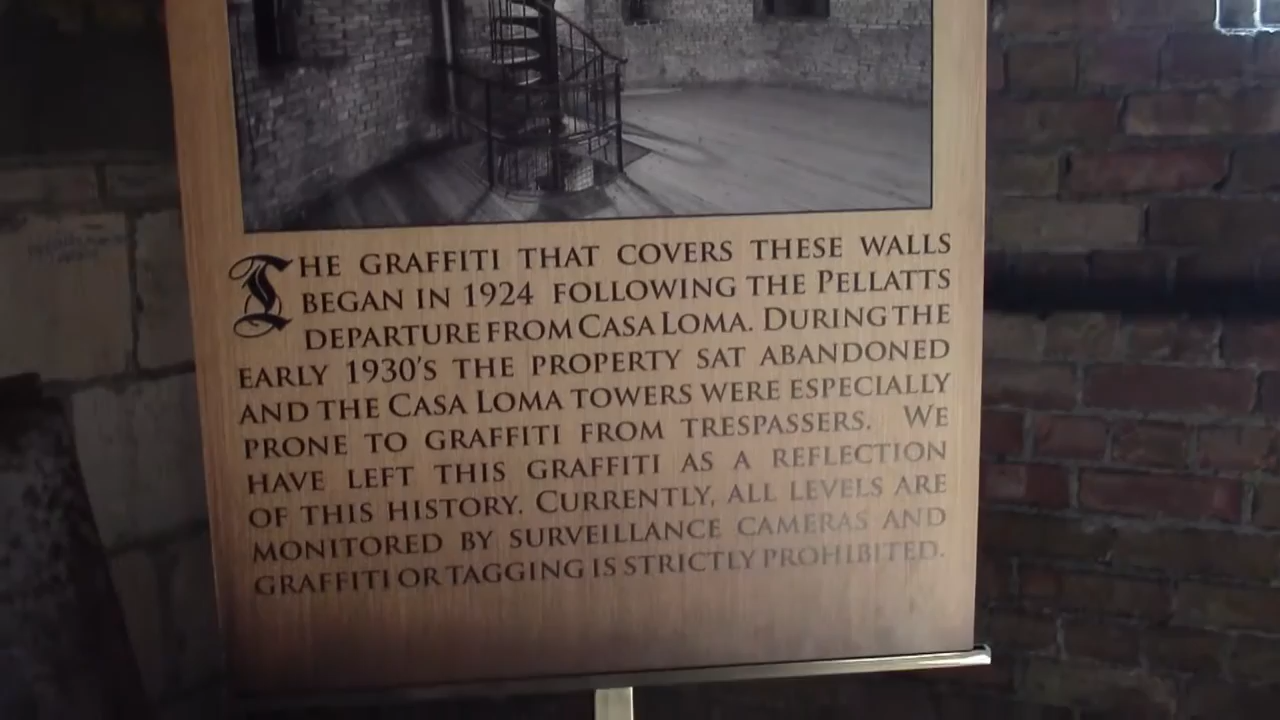 THE GRAFFITI THAT COVERS THESE WALLS
BEGAN IN 1924 FOLLOWING THE PELLATTS
DEPARTURE FROM CASA LOMA. DURING THE
EARLY 1930'S THE PROPERTY SAT ABANDONED
AND THE CASA LOMA TOWERS WERE ESPECIALLY
PRONE TO GRAFFITI FROM TRESPASSERS. WE
HAVE LEFT THIS GRAFFITI AS A REFLECTION
OF THIS HISTORY. CURRENTLY, ALL LEVELS ARE
MONITORED BY SURVEILLANCE CAMERAS AND
GRAFFITI OR TAGGING IS STRICTLY PROHIBITED.